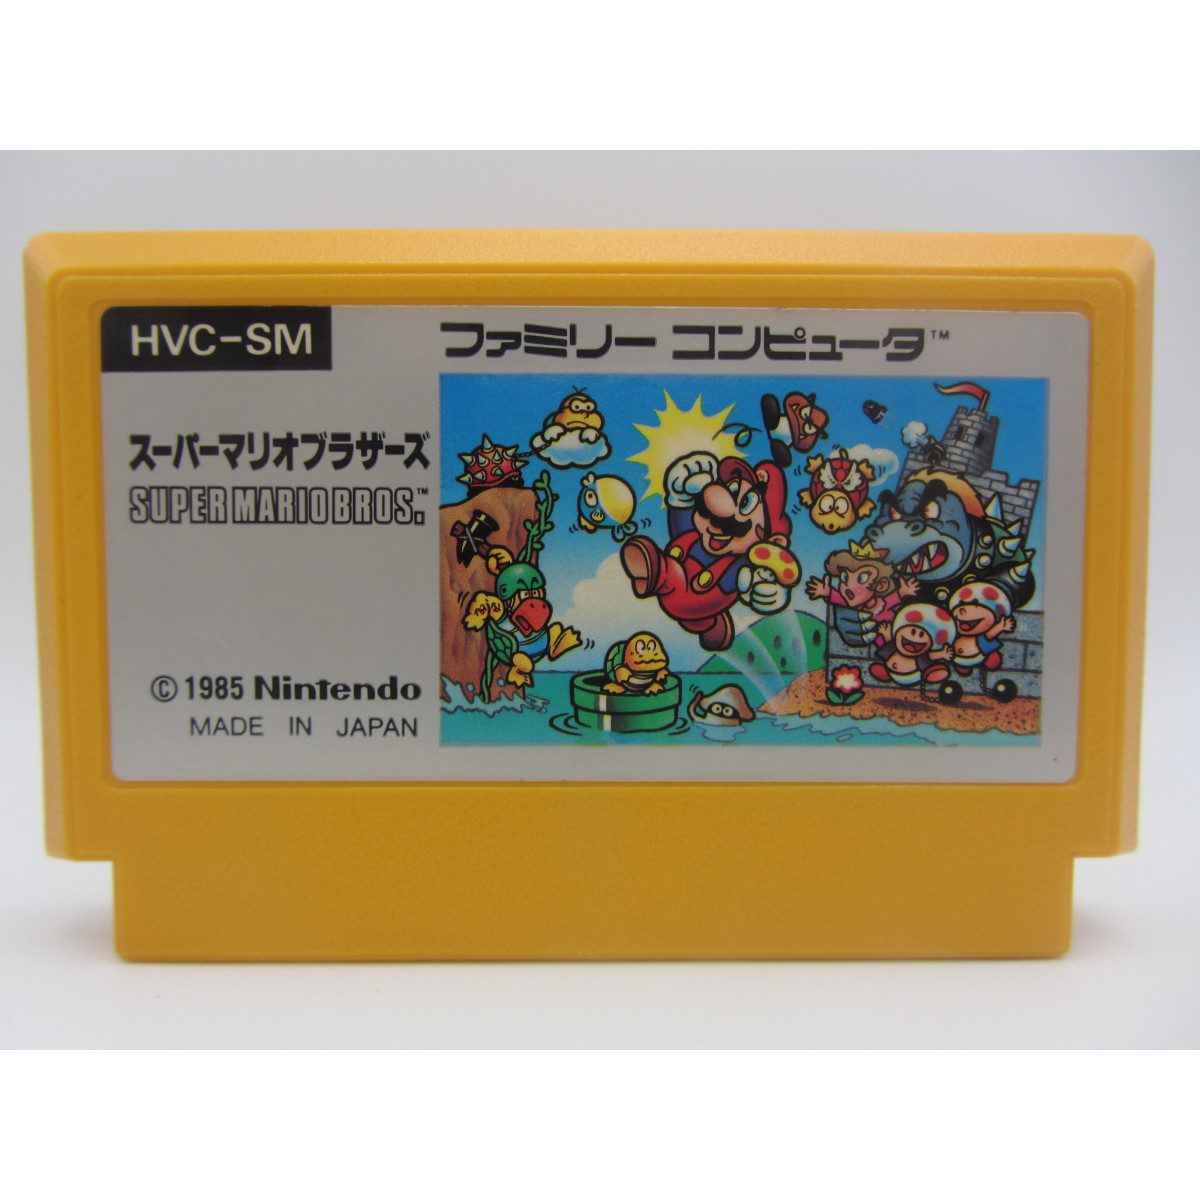 HVC-SM
ファミリー コンピュータ™
スーパーマリオブラザーズ
SUPER MARIO BROS.™
© 1985 Nintendo
MADE IN JAPAN